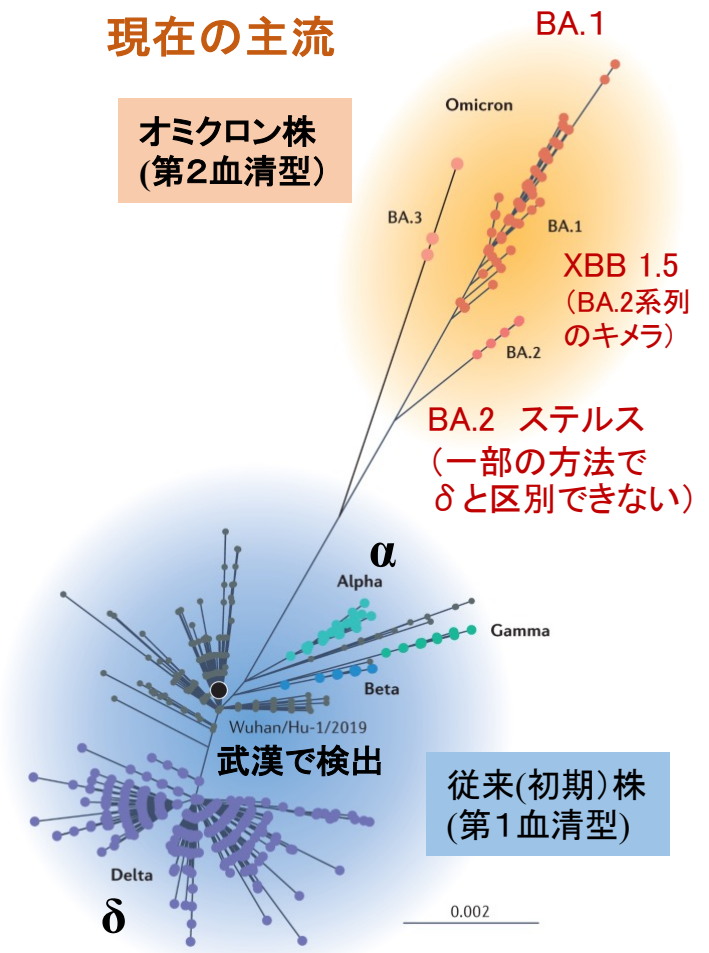 現在の主流
BA.1
オミクロン株
(第2血清型)
Omicron
BA.3
BA.1
XBB 1.5
(BA.2系列
のキメラ)
BA.2
BA.2 ステルス
(一部の方法で
δと区別できない)
α
Alpha
Gamma
Beta
Wuhan/Hu-1/2019
武漢で検出
従来(初期)株
(第1血清型)
Delta
δ
0.002